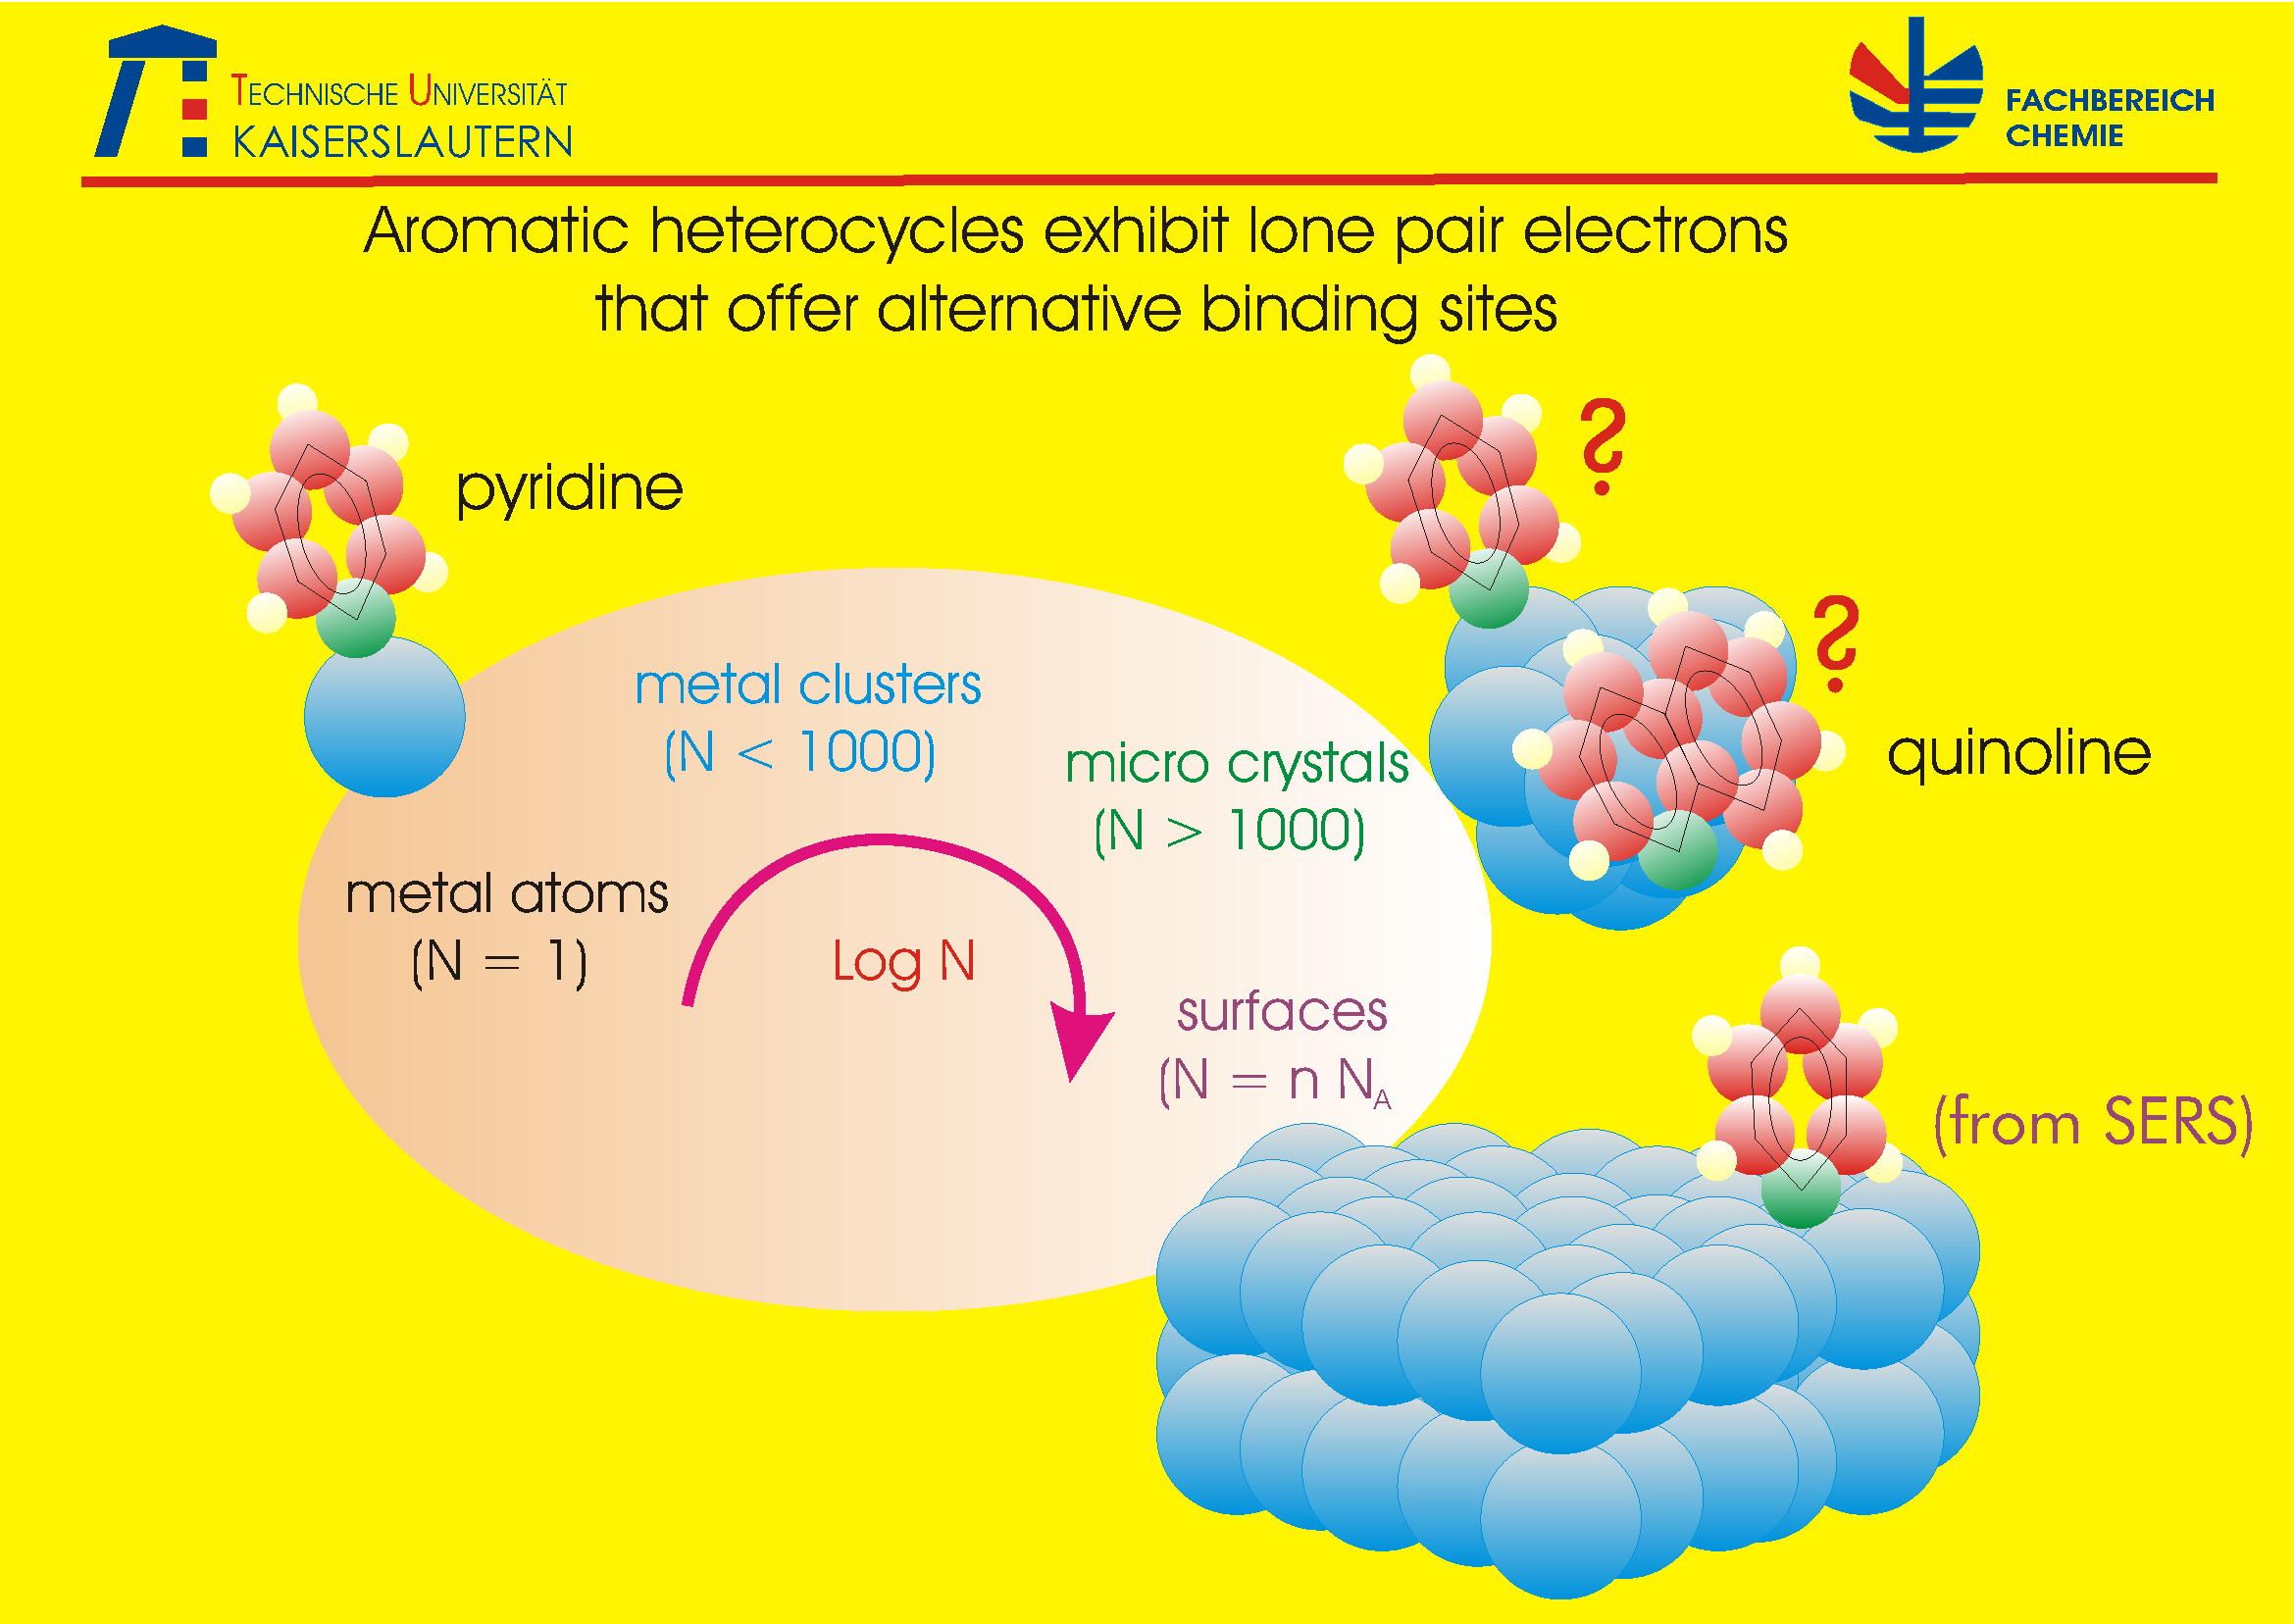 TECHNISCHE UNIVERSITÄT
KAISERSLAUTERN
FACHBEREICH
CHEMIE
Aromatic heterocycles exhibit lone pair electrons
that offer alternative binding sites
pyridine
?
?
metal clusters
(N < 1000)
micro crystals
(N > 1000)
quinoline
metal atoms
(N = 1)
Log N
surfaces
(N = n N_A
(from SERS)